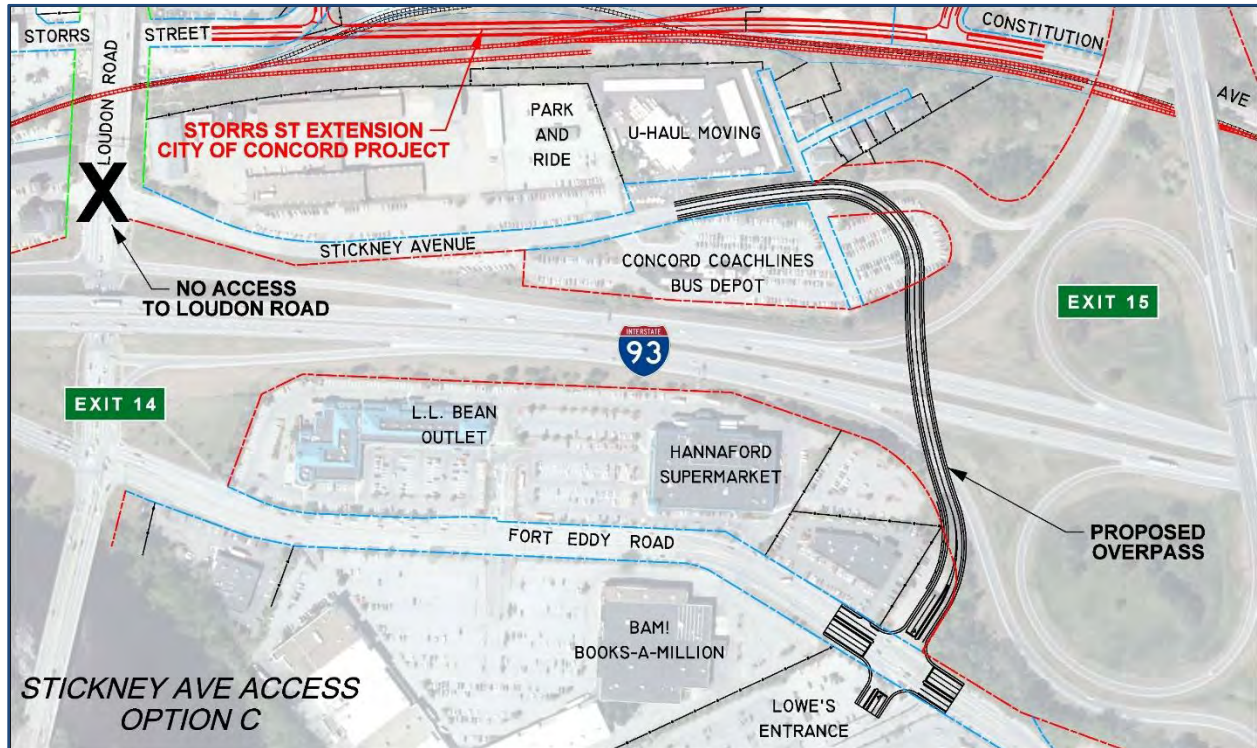 STORRS
STREET
LOUDON ROAD
CONSTITUTION
AVE
STORRS ST EXTENSION
CITY OF CONCORD PROJECT
PARK
AND
RIDE
U-HAUL MOVING
X
NO ACCESS
TO LOUDON ROAD
STICKNEY AVENUE
CONCORD COACHLINES
BUS DEPOT
EXIT 15
INTERSTATE
93
EXIT 14
L.L. BEAN
OUTLET
HANNAFORD
SUPERMARKET
FORT EDDY ROAD
PROPOSED
OVERPASS
BAM!
BOOKS-A-MILLION
LOWE'S
ENTRANCE
STICKNEY AVE ACCESS
OPTION C